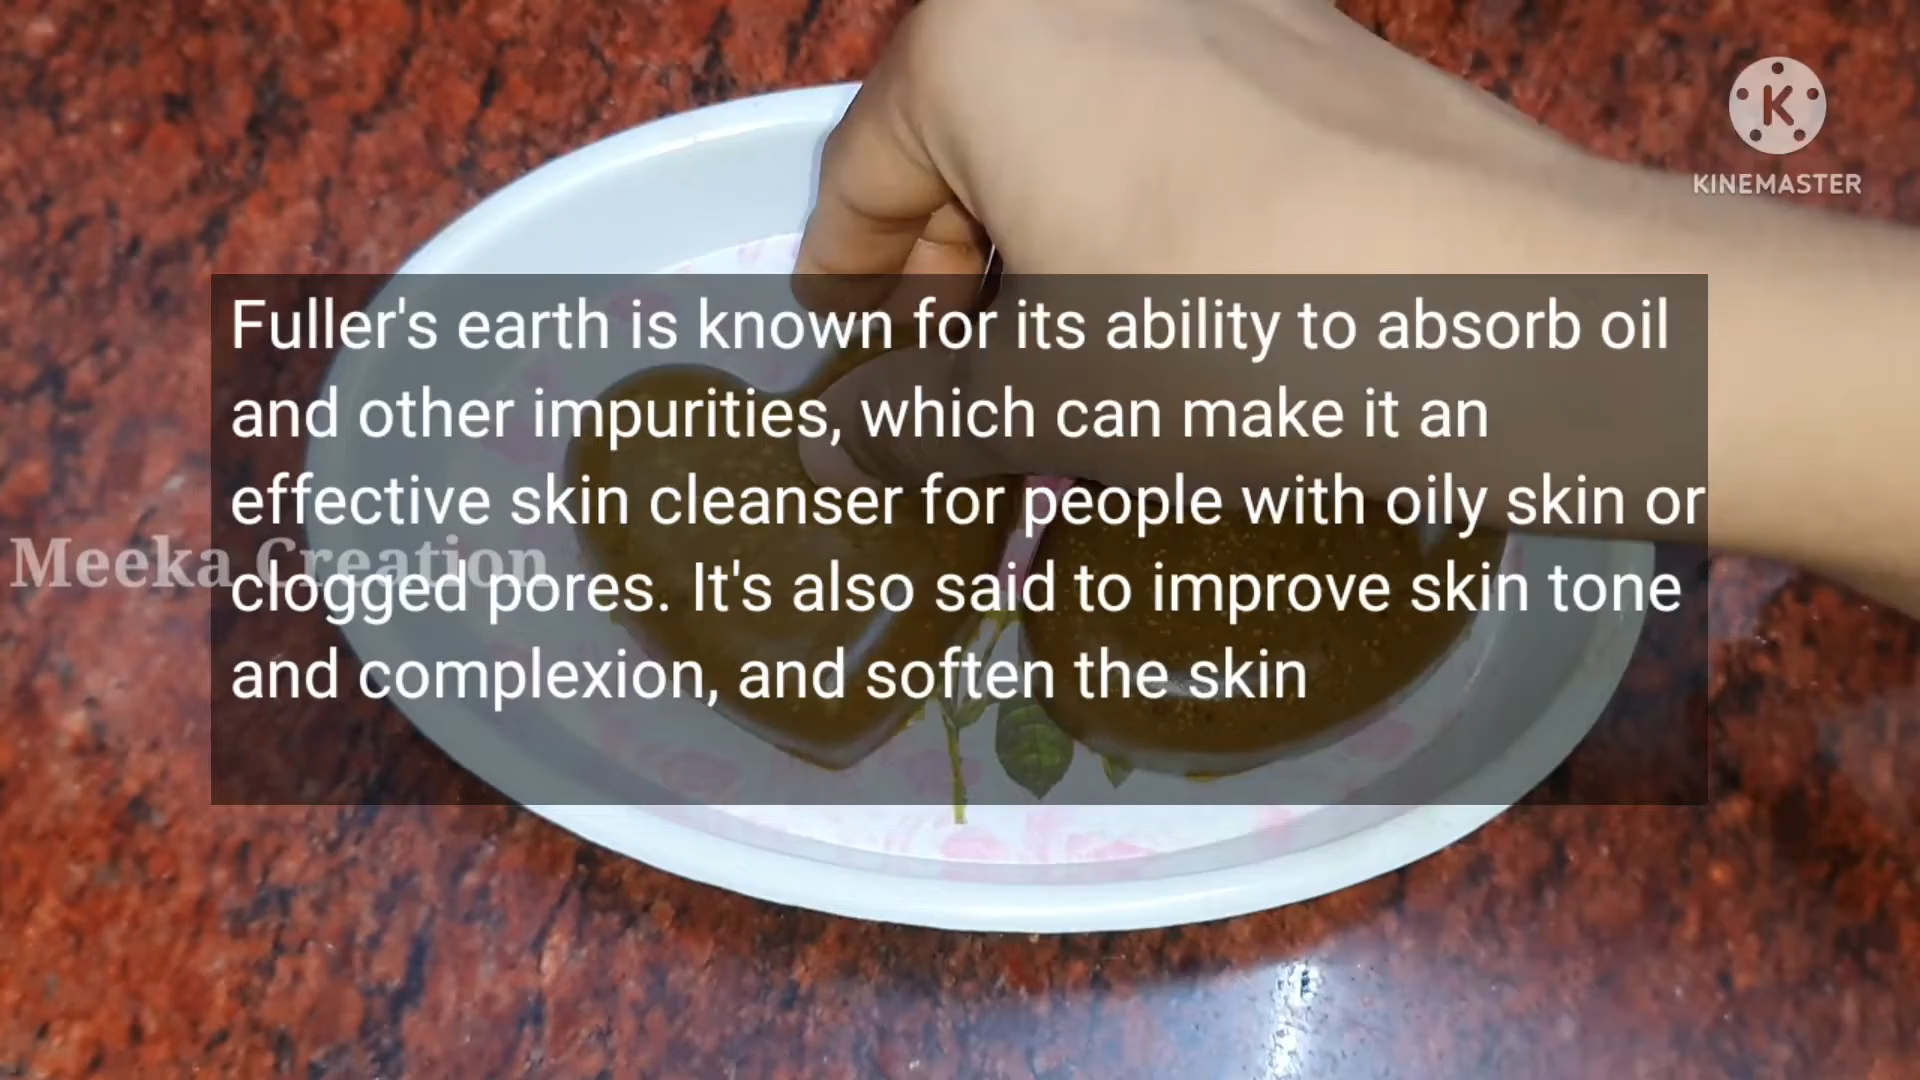 K
KINEMASTER
Fuller's earth is known for its ability to absorb oil
and other impurities, which can make it an
effective skin cleanser for people with oily skin or
Meeka Creation
clogged pores. It's also said to improve skin tone
and complexion, and soften the skin